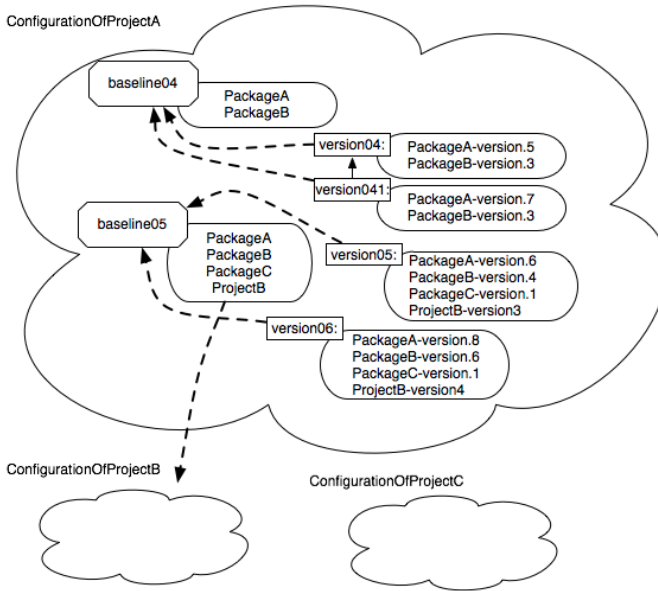 ConfigurationOfProjectA
baseline04
PackageA
PackageB
version04:
PackageA-version.5
PackageB-version.3
version041:
PackageA-version.7
PackageB-version.3
baseline05
PackageA
PackageB
PackageC
ProjectB
version05:
PackageA-version.6
PackageB-version.4
PackageC-version.1
ProjectB-version3
version06:
PackageA-version.8
PackageB-version.6
PackageC-version.1
ProjectB-version4
ConfigurationOfProjectB
ConfigurationOfProjectC